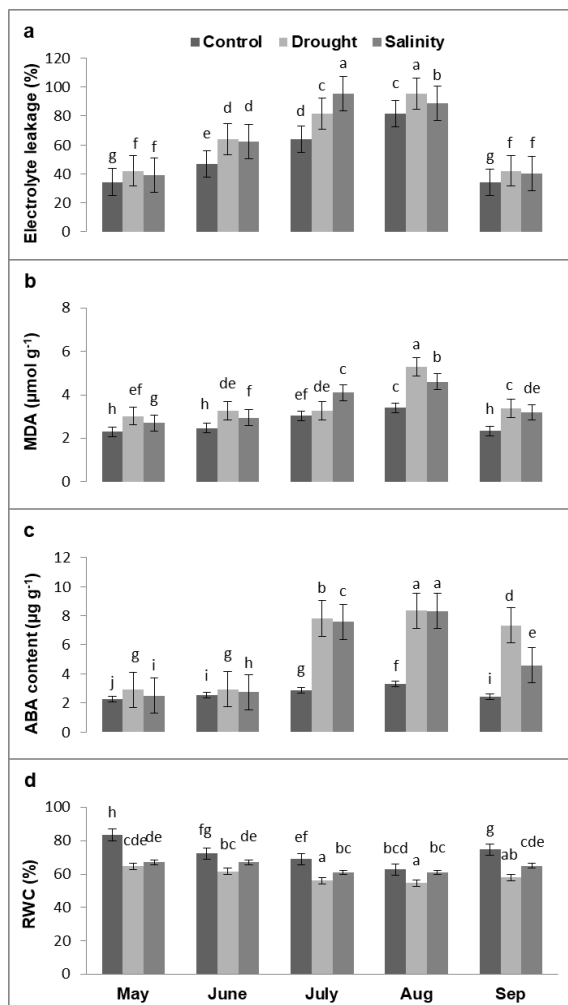 a
Control Drought Salinity
Electrolyte leakage (%)
120
100
80
60
40
20
0
g f f e d d d c a c a b g f f
b
MDA (µmol g-1)
8
6
4
2
0
h ef g h de f ef de c c a b h c de
c
ABA content (µg g-1)
12
10
8
6
4
2
0
j g i i g h g b c f a a i d e
d
RWC (%)
100
80
60
40
20
0
h cde de fg bc de ef a bc bcd a bc g ab cde
May June July Aug Sep